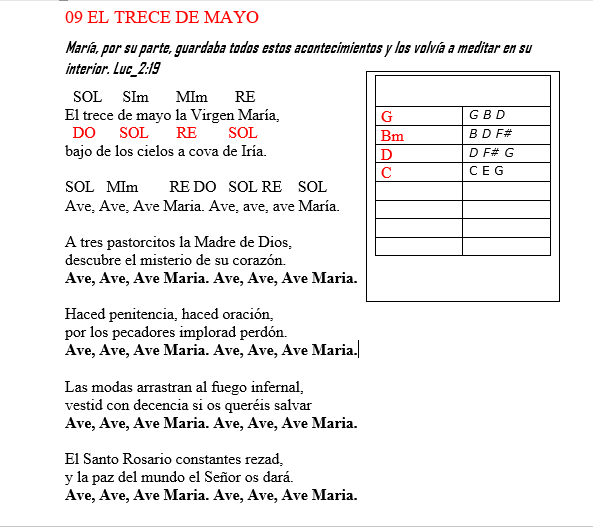 09 EL TRECE DE MAYO
María, por su parte, guardaba todos estos acontecimientos y los volvía a meditar en su
interior. Luc_2:19
SOL SIm MIm RE
El trece de mayo la Virgen María,
DO SOL RE SOL
bajo de los cielos a cova de Iría.
SOL MIm RE DO SOL RE SOL
Ave, Ave, Ave Maria. Ave, ave, ave María.
A tres pastorcitos la Madre de Dios,
descubre el misterio de su corazón.
Ave, Ave, Ave Maria. Ave, Ave, Ave Maria.
Haced penitencia, haced oración,
por los pecadores implorad perdón.
Ave, Ave, Ave Maria. Ave, Ave, Ave Maria.
Las modas arrastran al fuego infernal,
vestid con decencia si os queréis salvar
Ave, Ave, Ave Maria. Ave, Ave, Ave Maria.
El Santo Rosario constantes rezad,
y la paz del mundo el Señor os dará.
Ave, Ave, Ave Maria. Ave, Ave, Ave Maria.
G G B D
Bm B D F#
D D F# G
C C E G